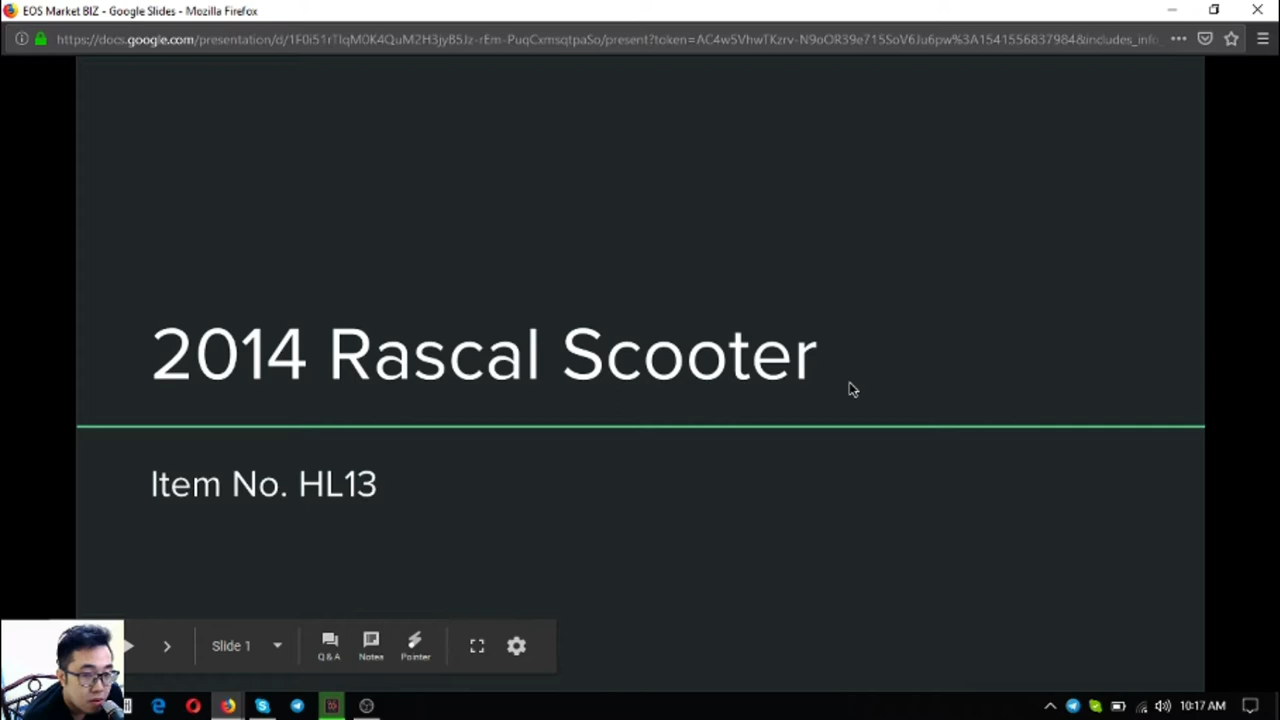 EOS Market BIZ - Google Slides - Mozilla Firefox
2014 Rascal Scooter
Item No. HL13
Slide 1
Q&A
Notes
Pointer
10:17 AM